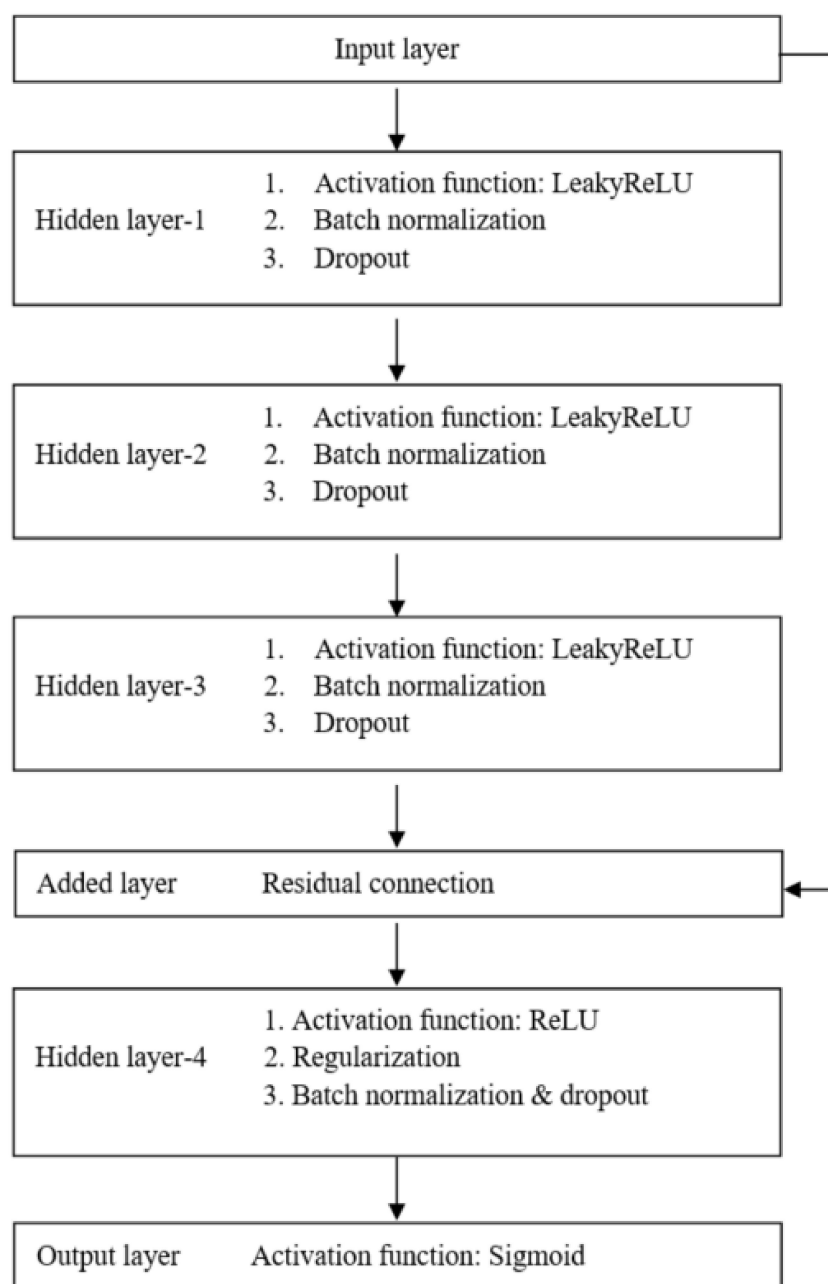 Input layer
Hidden layer-1
1. Activation function: LeakyReLU
2. Batch normalization
3. Dropout
Hidden layer-2
1. Activation function: LeakyReLU
2. Batch normalization
3. Dropout
Hidden layer-3
1. Activation function: LeakyReLU
2. Batch normalization
3. Dropout
Added layer Residual connection
Hidden layer-4
1. Activation function: ReLU
2. Regularization
3. Batch normalization & dropout
Output layer Activation function: Sigmoid